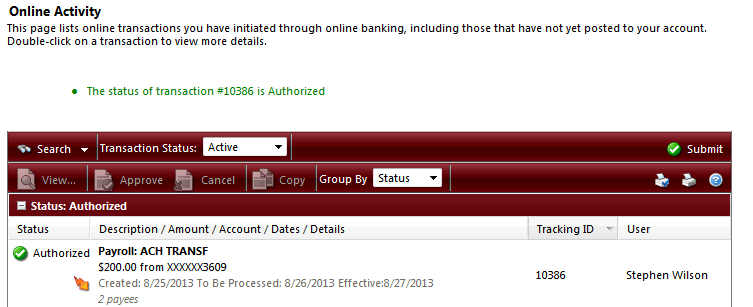 Online Activity
This page lists online transactions you have initiated through online banking, including those that have not yet posted to your account.
Double-click on a transaction to view more details.
The status of transaction #10386 is Authorized
Search Transaction Status: Active Submit
View... Approve Cancel Copy Group By Status
Status: Authorized
Status Description / Amount / Account / Dates / Details Tracking ID User
Authorized Payroll: ACH TRANSF
$200.00 from XXXXXX3609
10386 Stephen Wilson
Created: 8/25/2013 To Be Processed: 8/26/2013 Effective:8/27/2013
2 payees